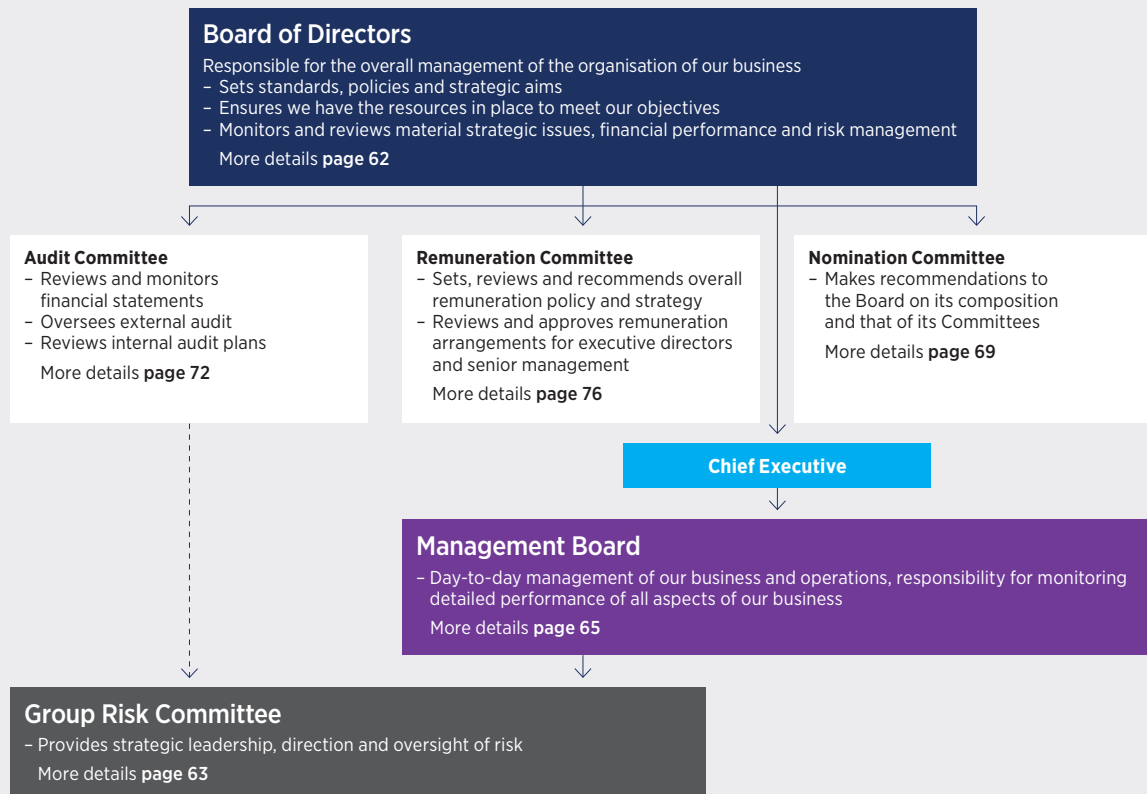 Board of Directors
Responsible for the overall management of the organisation of our business
– Sets standards, policies and strategic aims
– Ensures we have the resources in place to meet our objectives
– Monitors and reviews material strategic issues, financial performance and risk management
More details page 62
Audit Committee
– Reviews and monitors
financial statements
– Oversees external audit
– Reviews internal audit plans
More details page 72
Remuneration Committee
– Sets, reviews and recommends overall
remuneration policy and strategy
– Reviews and approves remuneration
arrangements for executive directors
and senior management
More details page 76
Nomination Committee
– Makes recommendations to
the Board on its composition
and that of its Committees
More details page 69
Chief Executive
Management Board
– Day-to-day management of our business and operations, responsibility for monitoring
detailed performance of all aspects of our business
More details page 65
Group Risk Committee
– Provides strategic leadership, direction and oversight of risk
More details page 63